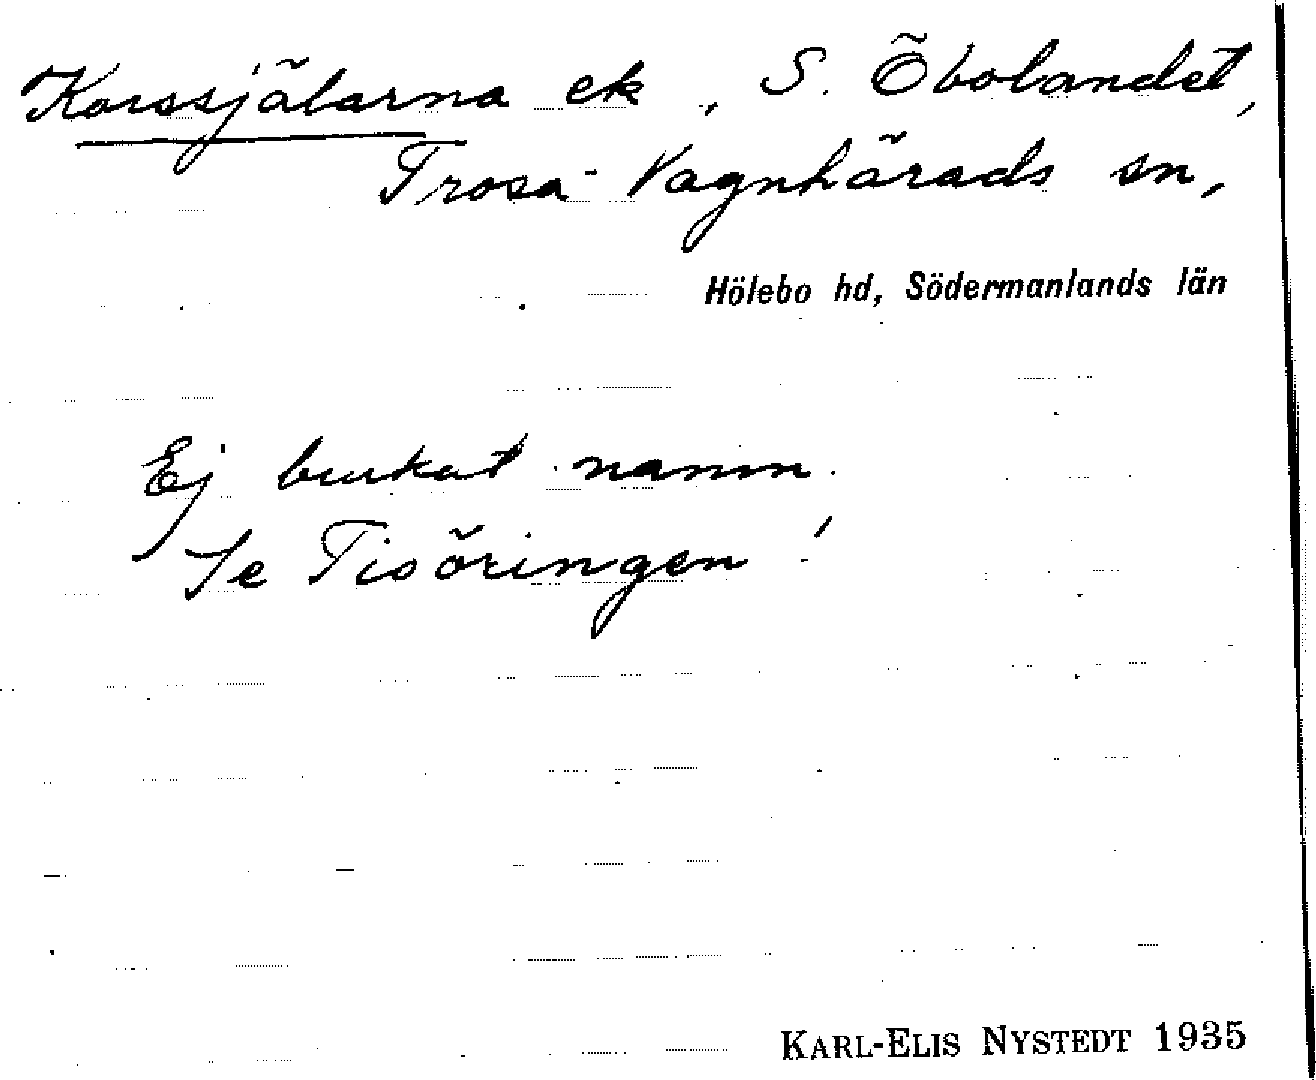 Korssjälarna ek , S. Öbolandet,
Trosa-Vagnhärads sn,
Hölebo hd, Södermanlands län
Ej brukat namn.
Se Tisöringen!
KARL-ELIS NYSTEDT 1935